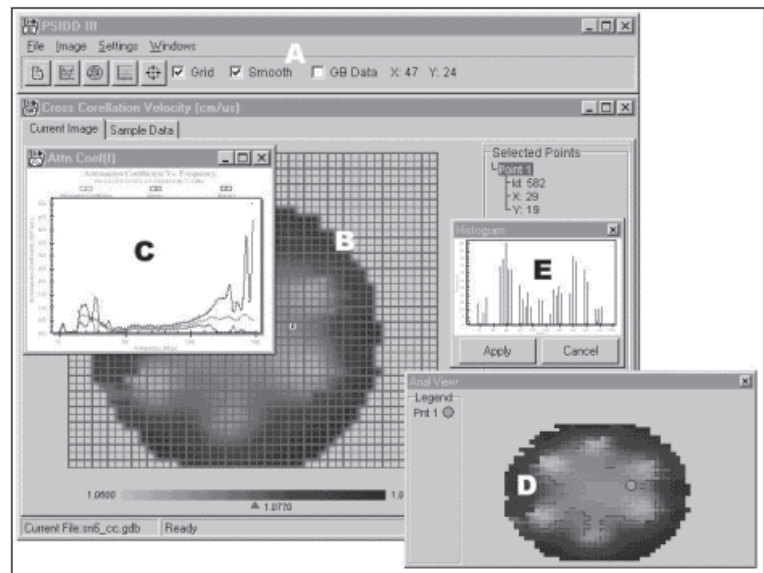 PSIDD III
File Image Settings Windows
A
Grid Smooth GB Data X: 47 Y: 24
Cross Corellation Velocity (cm/us)
Current Image Sample Data
Attn Coef(f)
Attenuation Coefficient Vs. Frequency
C
B
Selected Points
Point 1
Id: 582
X: 29
Y: 19
Histogram
E
Apply Cancel
Arial View
Legend
Pnt 1
D
1.0600
1.0770
Current File:sn6_cc.gdb Ready